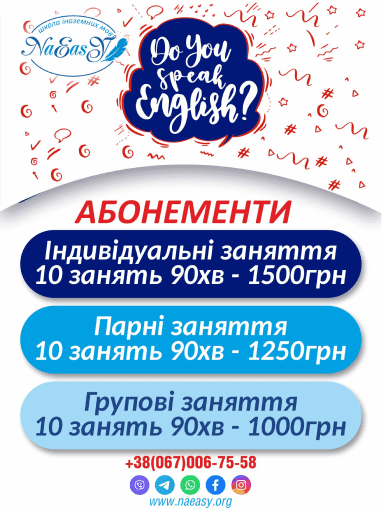 школа іноземних мов
NaEasY
Do You
Speak
English?
АБОНЕМЕНТИ
Індивідуальні заняття
10 занять 90хв - 1500грн
Парні заняття
10 занять 90хв - 1250грн
Групові заняття
10 занять 90хв - 1000грн
+38(067)006-75-58
www.naeasy.org